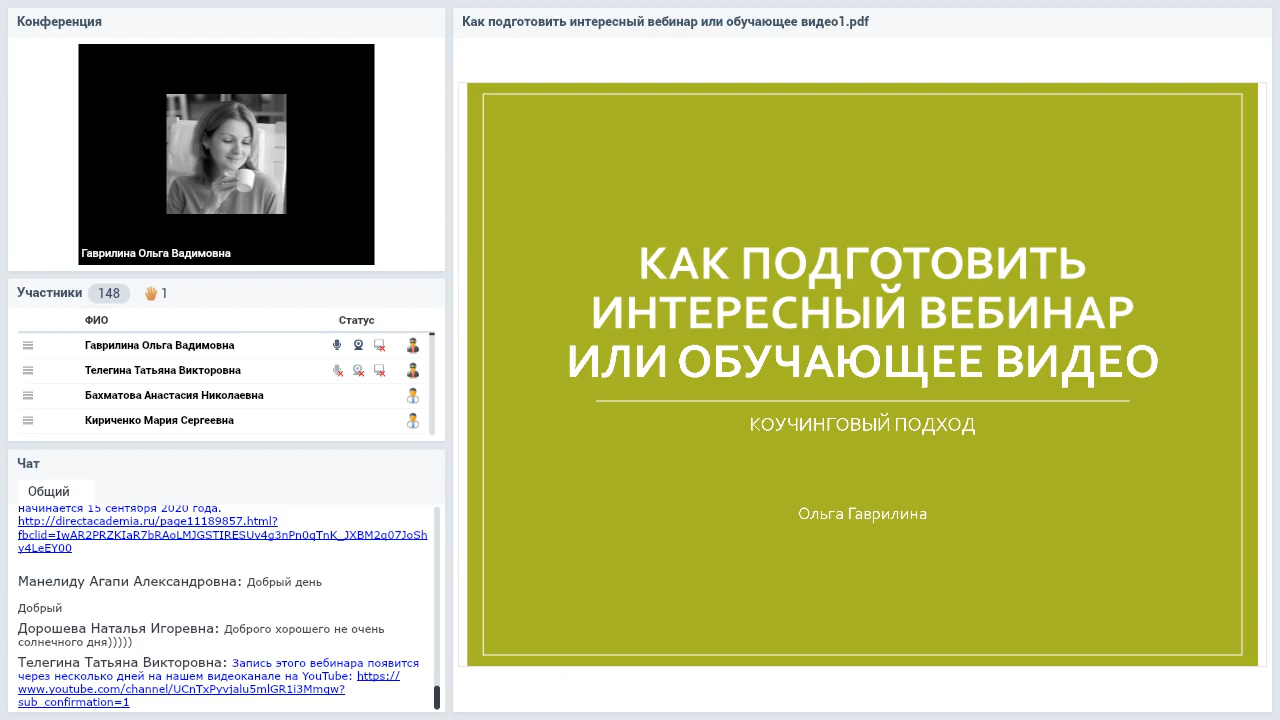 Конференция
Гаврилина Ольга Вадимовна
Участники 148 1
ФИО Статус
Гаврилина Ольга Вадимовна
Телегина Татьяна Викторовна
Бахматова Анастасия Николаевна
Кириченко Мария Сергеевна
Чат
Общий
начинается 15 сентября 2020 года.
http://directacademia.ru/page11189857.html?
fbclid=IwAR2PRZKIaR7bRAoLMJGSTIRESUv4g3nPn0qTnK_JXBM2q07JoSh
y4LeEY00
Манелиду Агапи Александровна: Добрый день
Добрый
Дорошева Наталья Игоревна: Доброго хорошего не очень
солнечного дня)))))
Телегина Татьяна Викторовна: Запись этого вебинара появится
через несколько дней на нашем видеоканале на YouTube: https://
www.youtube.com/channel/UCnTxPyvjalu5mlGR1i3Mmqw?
sub_confirmation=1
Как подготовить интересный вебинар или обучающее видео1.pdf
КАК ПОДГОТОВИТЬ
ИНТЕРЕСНЫЙ ВЕБИНАР
ИЛИ ОБУЧАЮЩЕЕ ВИДЕО
КОУЧИНГОВЫЙ ПОДХОД
Ольга Гаврилина